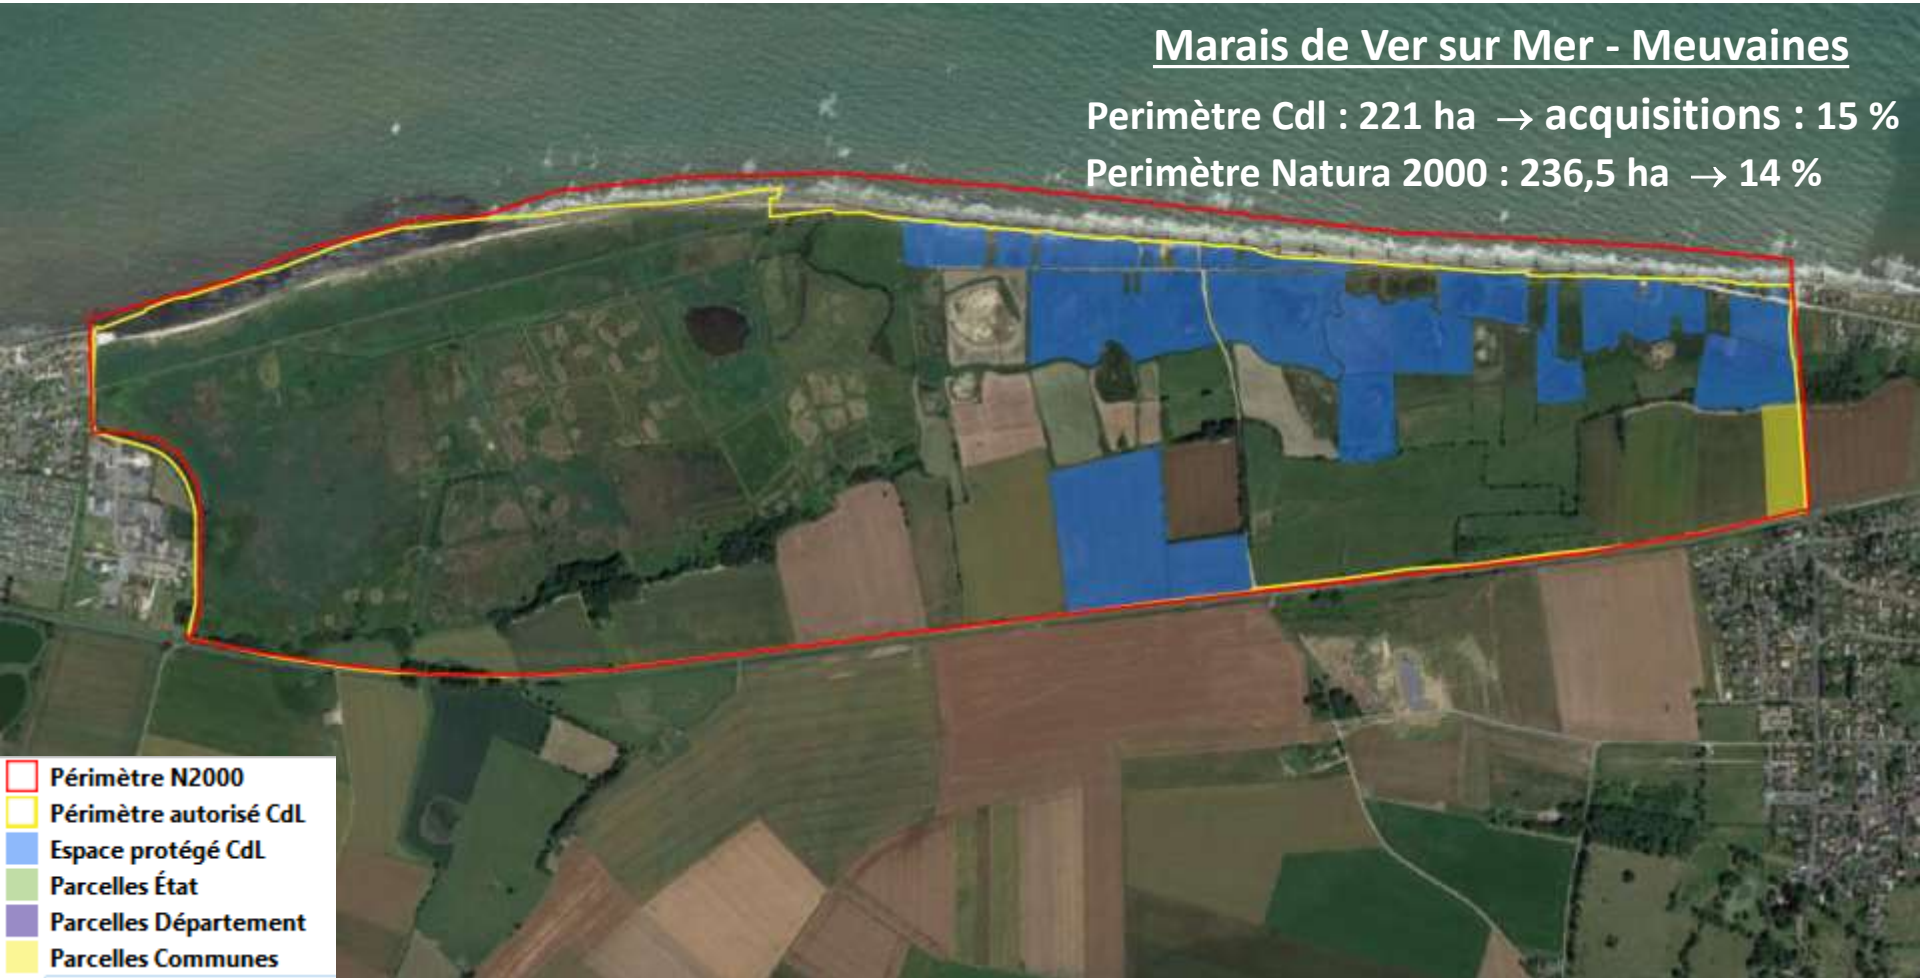 Marais de Ver sur Mer - Meuvaines
Perimètre Cdl : 221 ha → acquisitions : 15 %
Perimètre Natura 2000 : 236,5 ha → 14 %
Périmètre N2000
Périmètre autorisé CdL
Espace protégé CdL
Parcelles État
Parcelles Département
Parcelles Communes